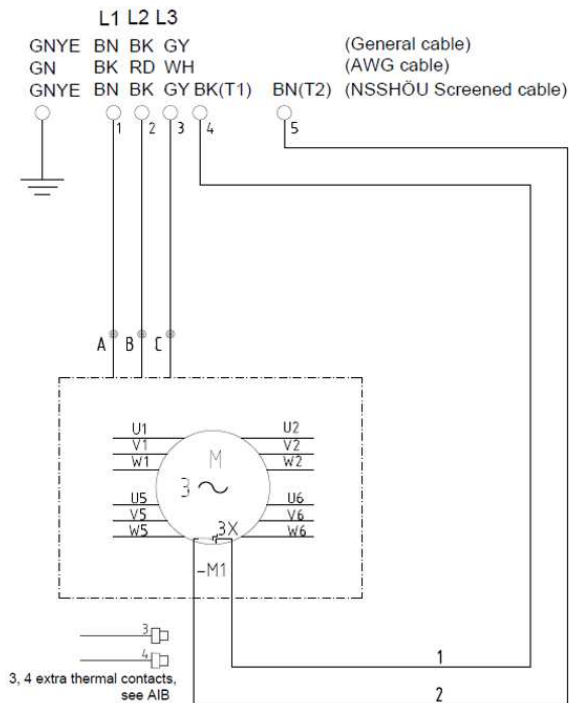 L1 L2 L3
GNYE BN BK GY (General cable)
GN BK RD WH (AWG cable)
GNYE BN BK GY BK(T1) BN(T2) (NSSHÖU Screened cable)
1 2 3 4 5
A B C
U1 U2
V1 M V2
W1 W2
3
U5 U6
V5 V6
W5 3X W6
-M1
3
4
3, 4 extra thermal contacts,
see AIB
1
2